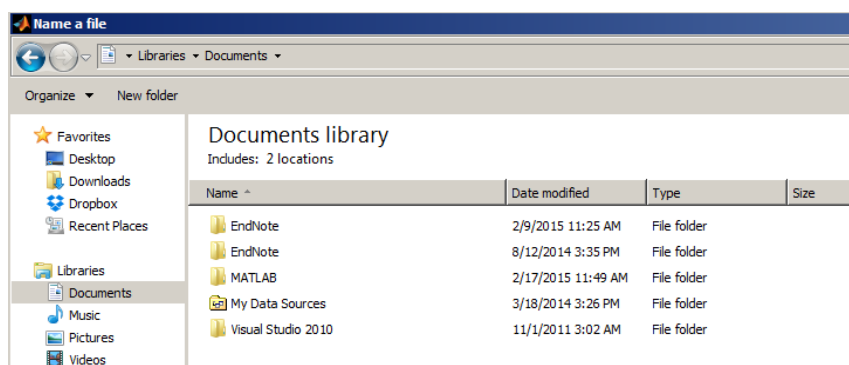 Name a file
Libraries Documents
Organize New folder
Favorites
Desktop
Downloads
Dropbox
Recent Places
Libraries
Documents
Music
Pictures
Videos
Documents library
Includes: 2 locations
Name Date modified Type Size
EndNote 2/9/2015 11:25 AM File folder
EndNote 8/12/2014 3:35 PM File folder
MATLAB 2/17/2015 11:49 AM File folder
My Data Sources 3/18/2014 3:26 PM File folder
Visual Studio 2010 11/1/2011 3:02 AM File folder